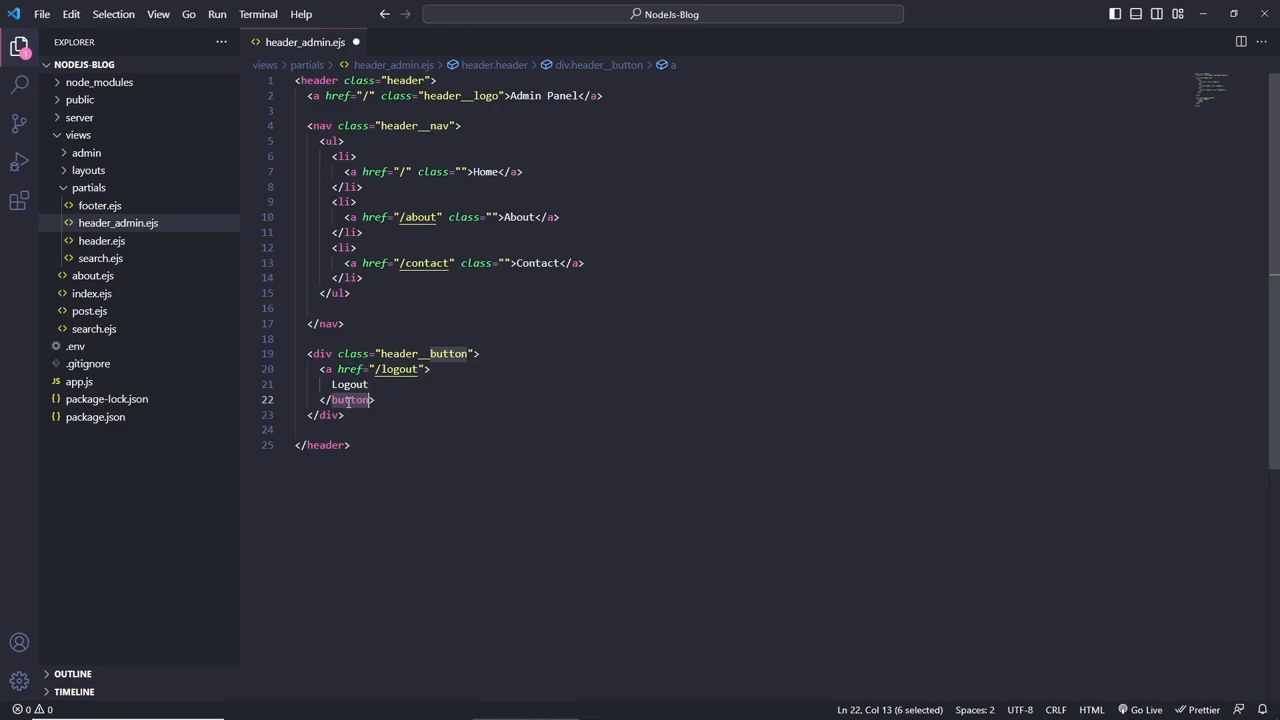 File Edit Selection View Go Run Terminal Help
NodeJs-Blog
EXPLORER
header_admin.ejs
NODEJS-BLOG
views partials header_admin.ejs header.header div.header__button a
node_modules
public
server
views
admin
layouts
partials
footer.ejs
header_admin.ejs
header.ejs
search.ejs
about.ejs
index.ejs
post.ejs
search.ejs
.env
.gitignore
app.js
package-lock.json
package.json
OUTLINE
TIMELINE
1 <header class="header">
2 <a href="/" class="header__logo">Admin Panel</a>
3
4 <nav class="header__nav">
5 <ul>
6 <li>
7 <a href="/" class="">Home</a>
8 </li>
9 <li>
10 <a href="/about" class="">About</a>
11 </li>
12 <li>
13 <a href="/contact" class="">Contact</a>
14 </li>
15 </ul>
16
17 </nav>
18
19 <div class="header__button">
20 <a href="/logout">
21 Logout
22 </button>
23 </div>
24
25 </header>
1
0 0
Ln 22, Col 13 (6 selected) Spaces: 2 UTF-8 CRLF HTML Go Live Prettier